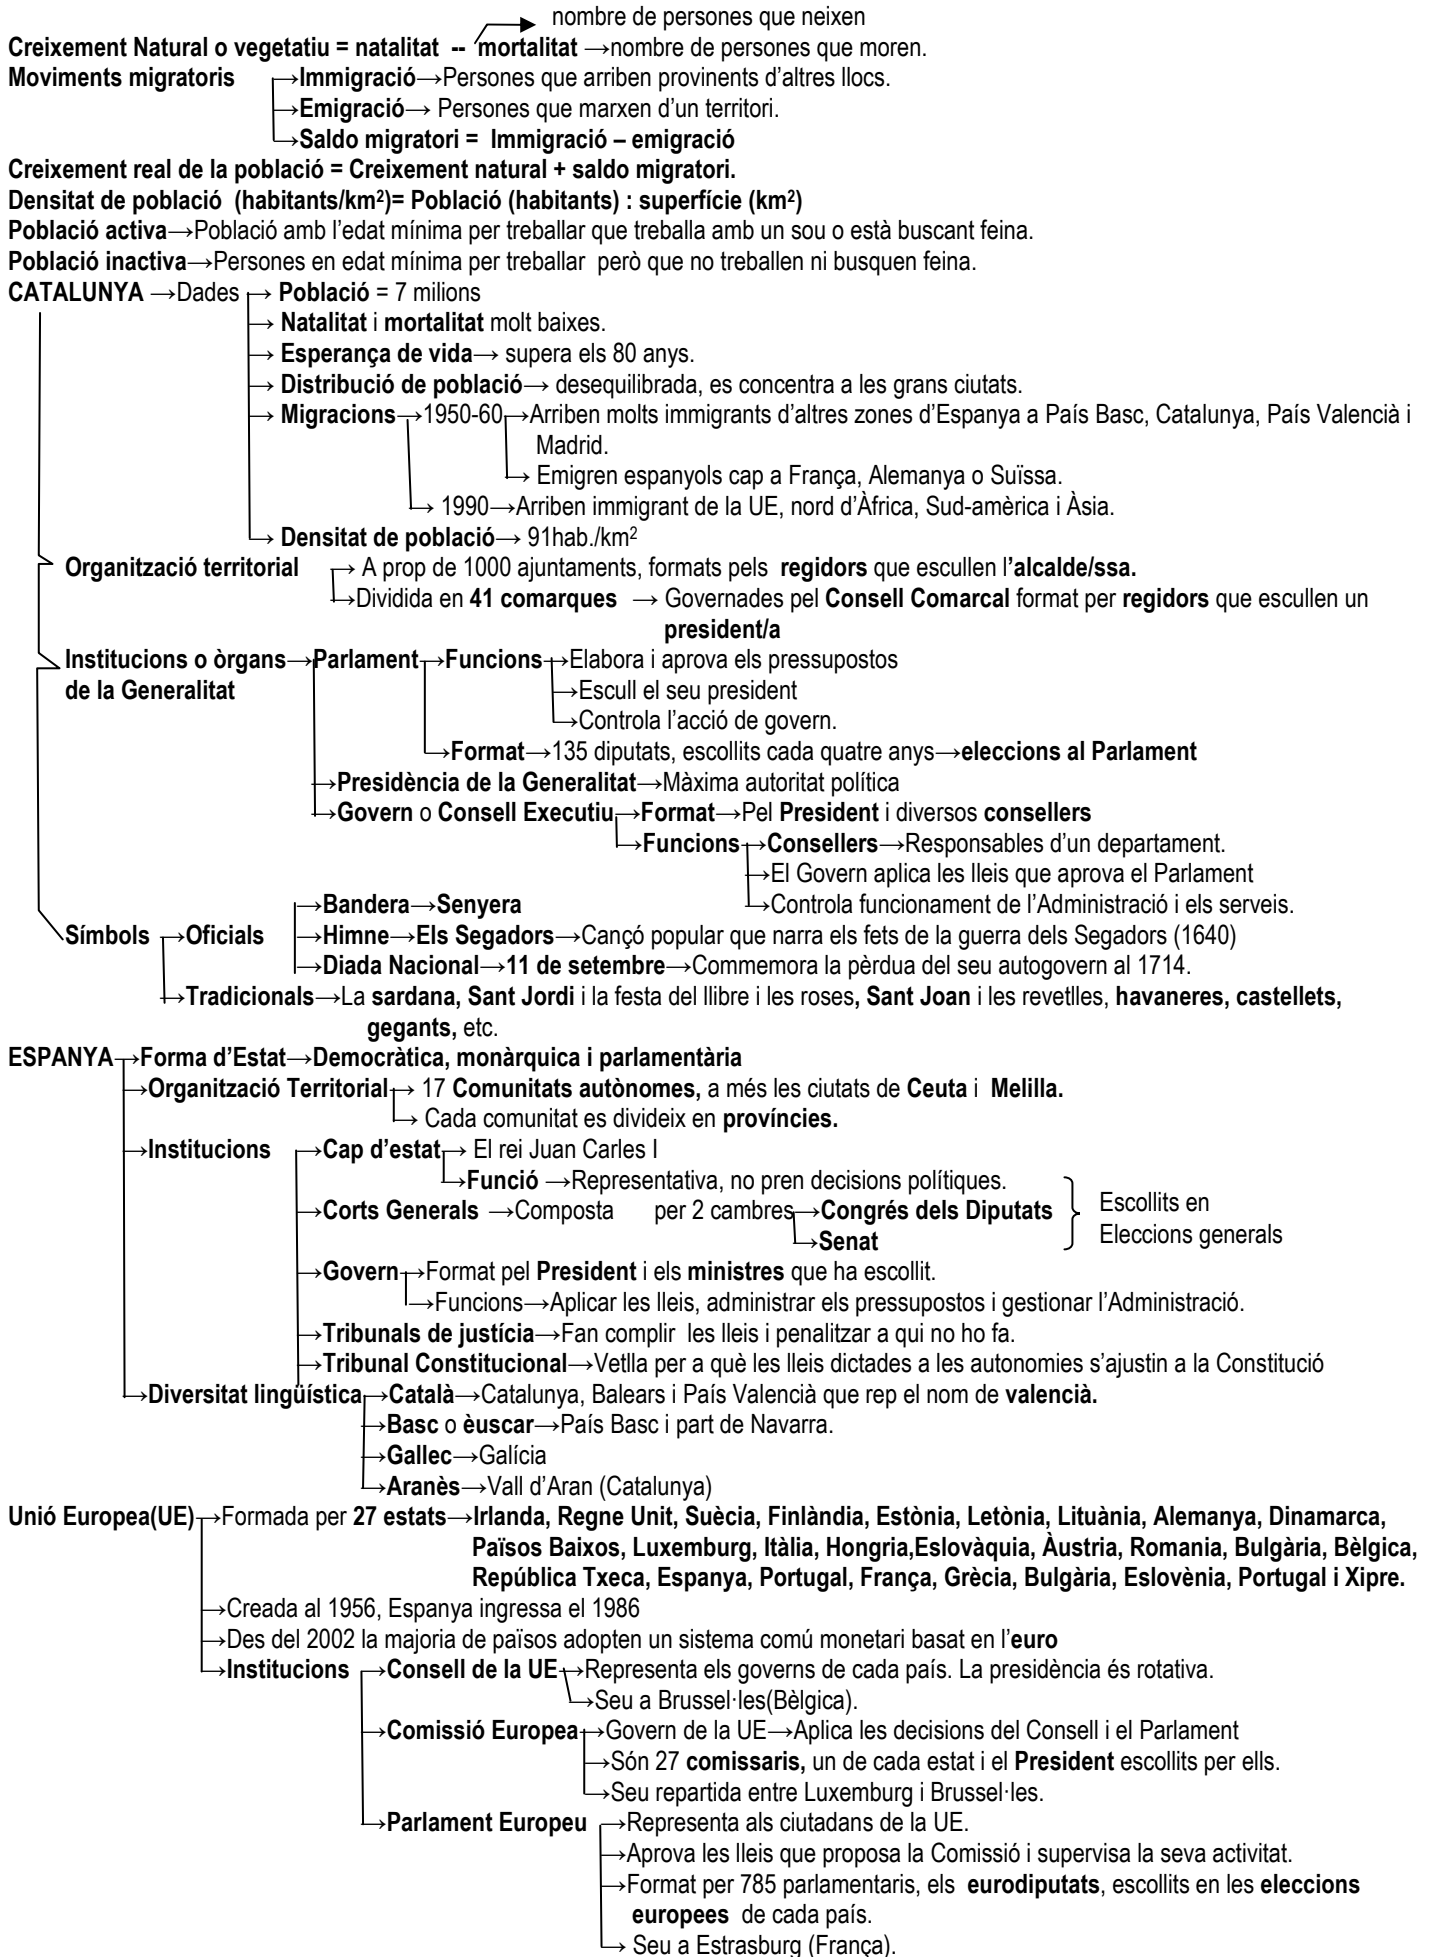 nombre de persones que neixen
Creixement Natural o vegetatiu = natalitat -- mortalitat →nombre de persones que moren.
Moviments migratoris →Immigració→Persones que arriben provinents d’altres llocs.
→Emigració→ Persones que marxen d’un territori.
→Saldo migratori = Immigració – emigració
Creixement real de la població = Creixement natural + saldo migratori.
Densitat de població (habitants/km²)= Població (habitants) : superfície (km²)
Població activa→Població amb l’edat mínima per treballar que treballa amb un sou o està buscant feina.
Població inactiva→Persones en edat mínima per treballar però que no treballen ni busquen feina.
CATALUNYA →Dades → Població = 7 milions
→ Natalitat i mortalitat molt baixes.
→ Esperança de vida→ supera els 80 anys.
→ Distribució de població→ desequilibrada, es concentra a les grans ciutats.
→ Migracions→1950-60→Arriben molts immigrants d’altres zones d’Espanya a País Basc, Catalunya, País Valencià i
Madrid.
→ Emigren espanyols cap a França, Alemanya o Suïssa.
→ 1990→Arriben immigrant de la UE, nord d’Àfrica, Sud-amèrica i Àsia.
→ Densitat de població→ 91hab./km²
Organització territorial → A prop de 1000 ajuntaments, formats pels regidors que escullen l’alcalde/ssa.
→Dividida en 41 comarques → Governades pel Consell Comarcal format per regidors que escullen un
president/a
Institucions o òrgans→Parlament→Funcions→Elabora i aprova els pressupostos
de la Generalitat →Escull el seu president
→Controla l’acció de govern.
→Format→135 diputats, escollits cada quatre anys→eleccions al Parlament
→Presidència de la Generalitat→Màxima autoritat política
→Govern o Consell Executiu→Format→Pel President i diversos consellers
→Funcions→Consellers→Responsables d’un departament.
→El Govern aplica les lleis que aprova el Parlament
→Bandera→Senyera →Controla funcionament de l’Administració i els serveis.
Símbols →Oficials →Himne→Els Segadors→Cançó popular que narra els fets de la guerra dels Segadors (1640)
→Diada Nacional→11 de setembre→Commemora la pèrdua del seu autogovern al 1714.
→Tradicionals→La sardana, Sant Jordi i la festa del llibre i les roses, Sant Joan i les revetlles, havaneres, castellets,
gegants, etc.
ESPANYA→Forma d’Estat→Democràtica, monàrquica i parlamentària
→Organització Territorial→ 17 Comunitats autònomes, a més les ciutats de Ceuta i Melilla.
→ Cada comunitat es divideix en províncies.
→Institucions →Cap d’estat→ El rei Juan Carles I
→Funció →Representativa, no pren decisions polítiques.
→Corts Generals →Composta per 2 cambres→Congrés dels Diputats Escollits en
→Senat Eleccions generals
→Govern→Format pel President i els ministres que ha escollit.
→Funcions→Aplicar les lleis, administrar els pressupostos i gestionar l’Administració.
→Tribunals de justícia→Fan complir les lleis i penalitzar a qui no ho fa.
→Tribunal Constitucional→Vetlla per a què les lleis dictades a les autonomies s’ajustin a la Constitució
→Diversitat lingüística→Català→Catalunya, Balears i País Valencià que rep el nom de valencià.
→Basc o èuscar→País Basc i part de Navarra.
→Gallec→Galícia
→Aranès→Vall d’Aran (Catalunya)
Unió Europea(UE)→Formada per 27 estats→Irlanda, Regne Unit, Suècia, Finlàndia, Estònia, Letònia, Lituània, Alemanya, Dinamarca,
Països Baixos, Luxemburg, Itàlia, Hongria,Eslovàquia, Àustria, Romania, Bulgària, Bèlgica,
República Txeca, Espanya, Portugal, França, Grècia, Bulgària, Eslovènia, Portugal i Xipre.
→Creada al 1956, Espanya ingressa el 1986
→Des del 2002 la majoria de països adopten un sistema comú monetari basat en l’euro
→Institucions →Consell de la UE→Representa els governs de cada país. La presidència és rotativa.
→Seu a Brussel·les(Bèlgica).
→Comissió Europea→Govern de la UE→Aplica les decisions del Consell i el Parlament
→Són 27 comissaris, un de cada estat i el President escollits per ells.
→Seu repartida entre Luxemburg i Brussel·les.
→Parlament Europeu →Representa als ciutadans de la UE.
→Aprova les lleis que proposa la Comissió i supervisa la seva activitat.
→Format per 785 parlamentaris, els eurodiputats, escollits en les eleccions
europees de cada país.
→ Seu a Estrasburg (França).